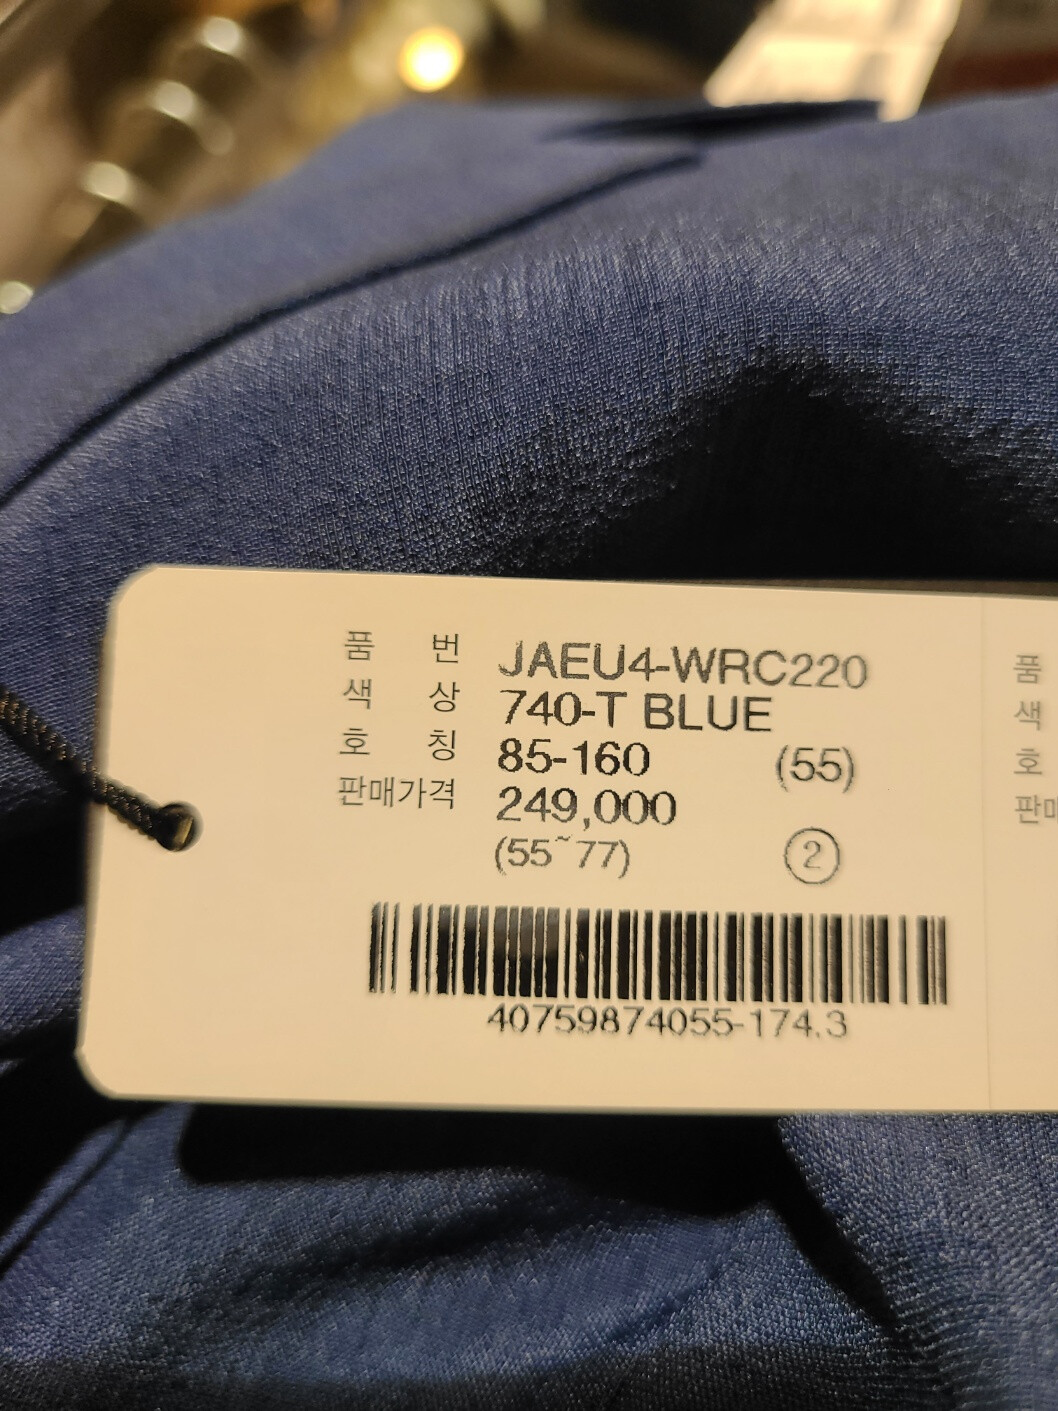 품 번 JAEU4-WRC220
색 상 740-T BLUE
호 칭 85-160 (55)
판매가격 249,000
(55~77) ②
40759874055-174.3
품
색
호
판매